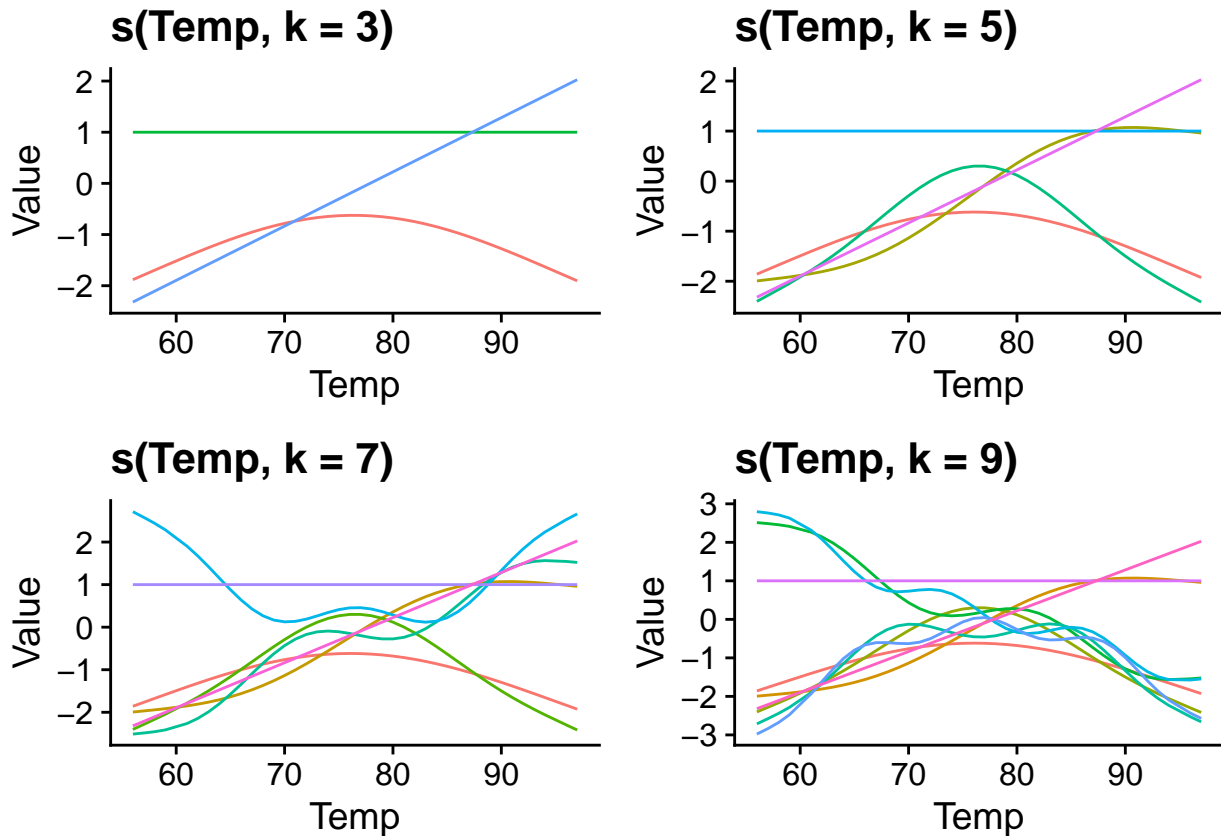 s(Temp, k = 3)
Value
2
1
0
−1
−2
60 70 80 90
Temp
s(Temp, k = 5)
Value
2
1
0
−1
−2
60 70 80 90
Temp
s(Temp, k = 7)
Value
2
1
0
−1
−2
60 70 80 90
Temp
s(Temp, k = 9)
Value
3
2
1
0
−1
−2
−3
60 70 80 90
Temp